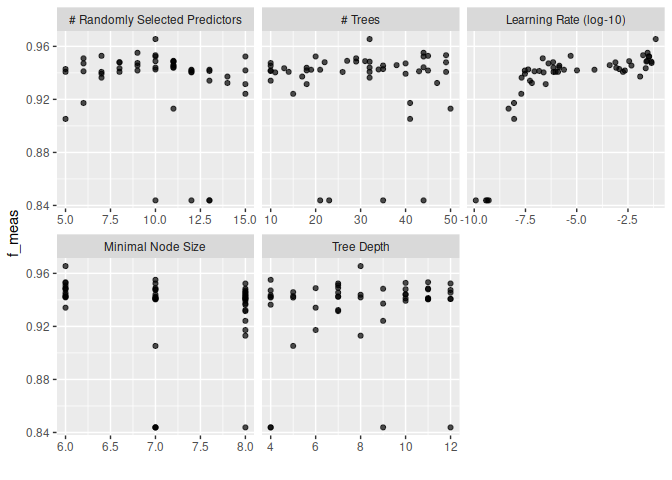 # Randomly Selected Predictors
# Trees
Learning Rate (log-10)
0.96
0.92
0.88
0.84
5.0 7.5 10.0 12.5 15.0
10 20 30 40 50
-10.0 -7.5 -5.0 -2.5
f_meas
Minimal Node Size
Tree Depth
0.96
0.92
0.88
0.84
6.0 6.5 7.0 7.5 8.0
4 6 8 10 12